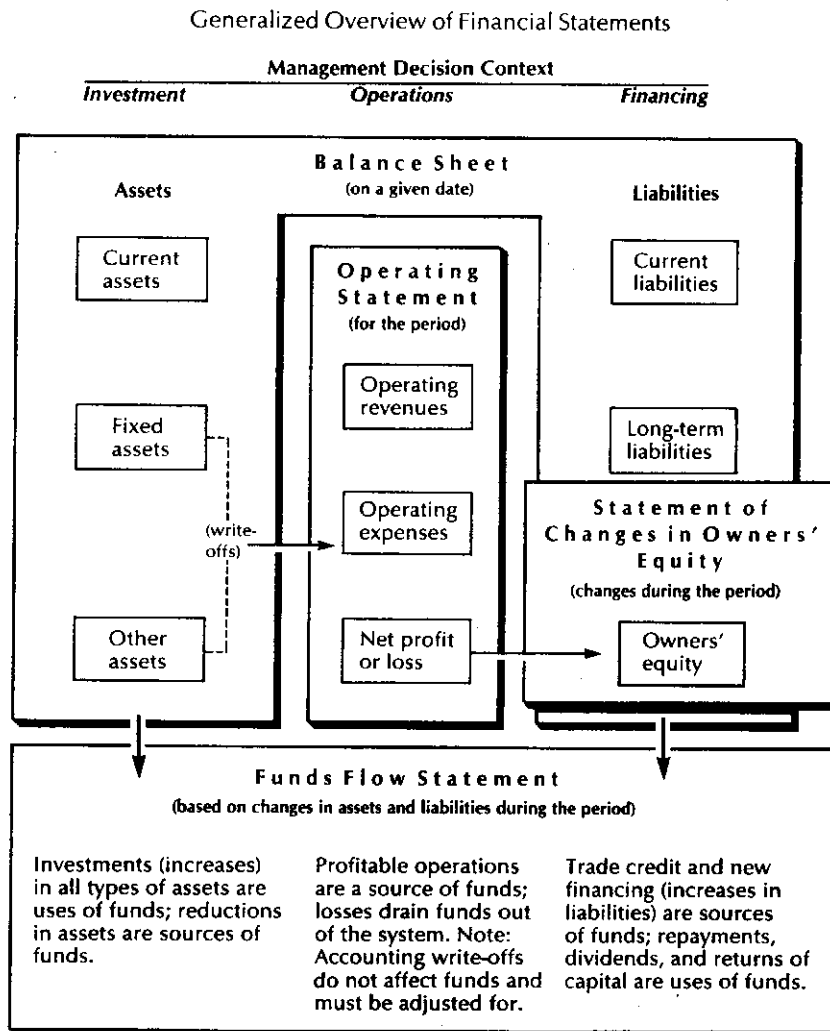 Generalized Overview of Financial Statements
Management Decision Context
Investment
Operations
Financing
Balance Sheet
(on a given date)
Assets
Liabilities
Current
assets
Fixed
assets
(write-
offs)
Other
assets
Operating
Statement
(for the period)
Operating
revenues
Operating
expenses
Net profit
or loss
Current
liabilities
Long-term
liabilities
Statement of
Changes in Owners'
Equity
(changes during the period)
Owners'
equity
Funds Flow Statement
(based on changes in assets and liabilities during the period)
Investments (increases)
in all types of assets are
uses of funds; reductions
in assets are sources of
funds.
Profitable operations
are a source of funds;
losses drain funds out
of the system. Note:
Accounting write-offs
do not affect funds and
must be adjusted for.
Trade credit and new
financing (increases in
liabilities) are sources
of funds; repayments,
dividends, and returns of
capital are uses of funds.